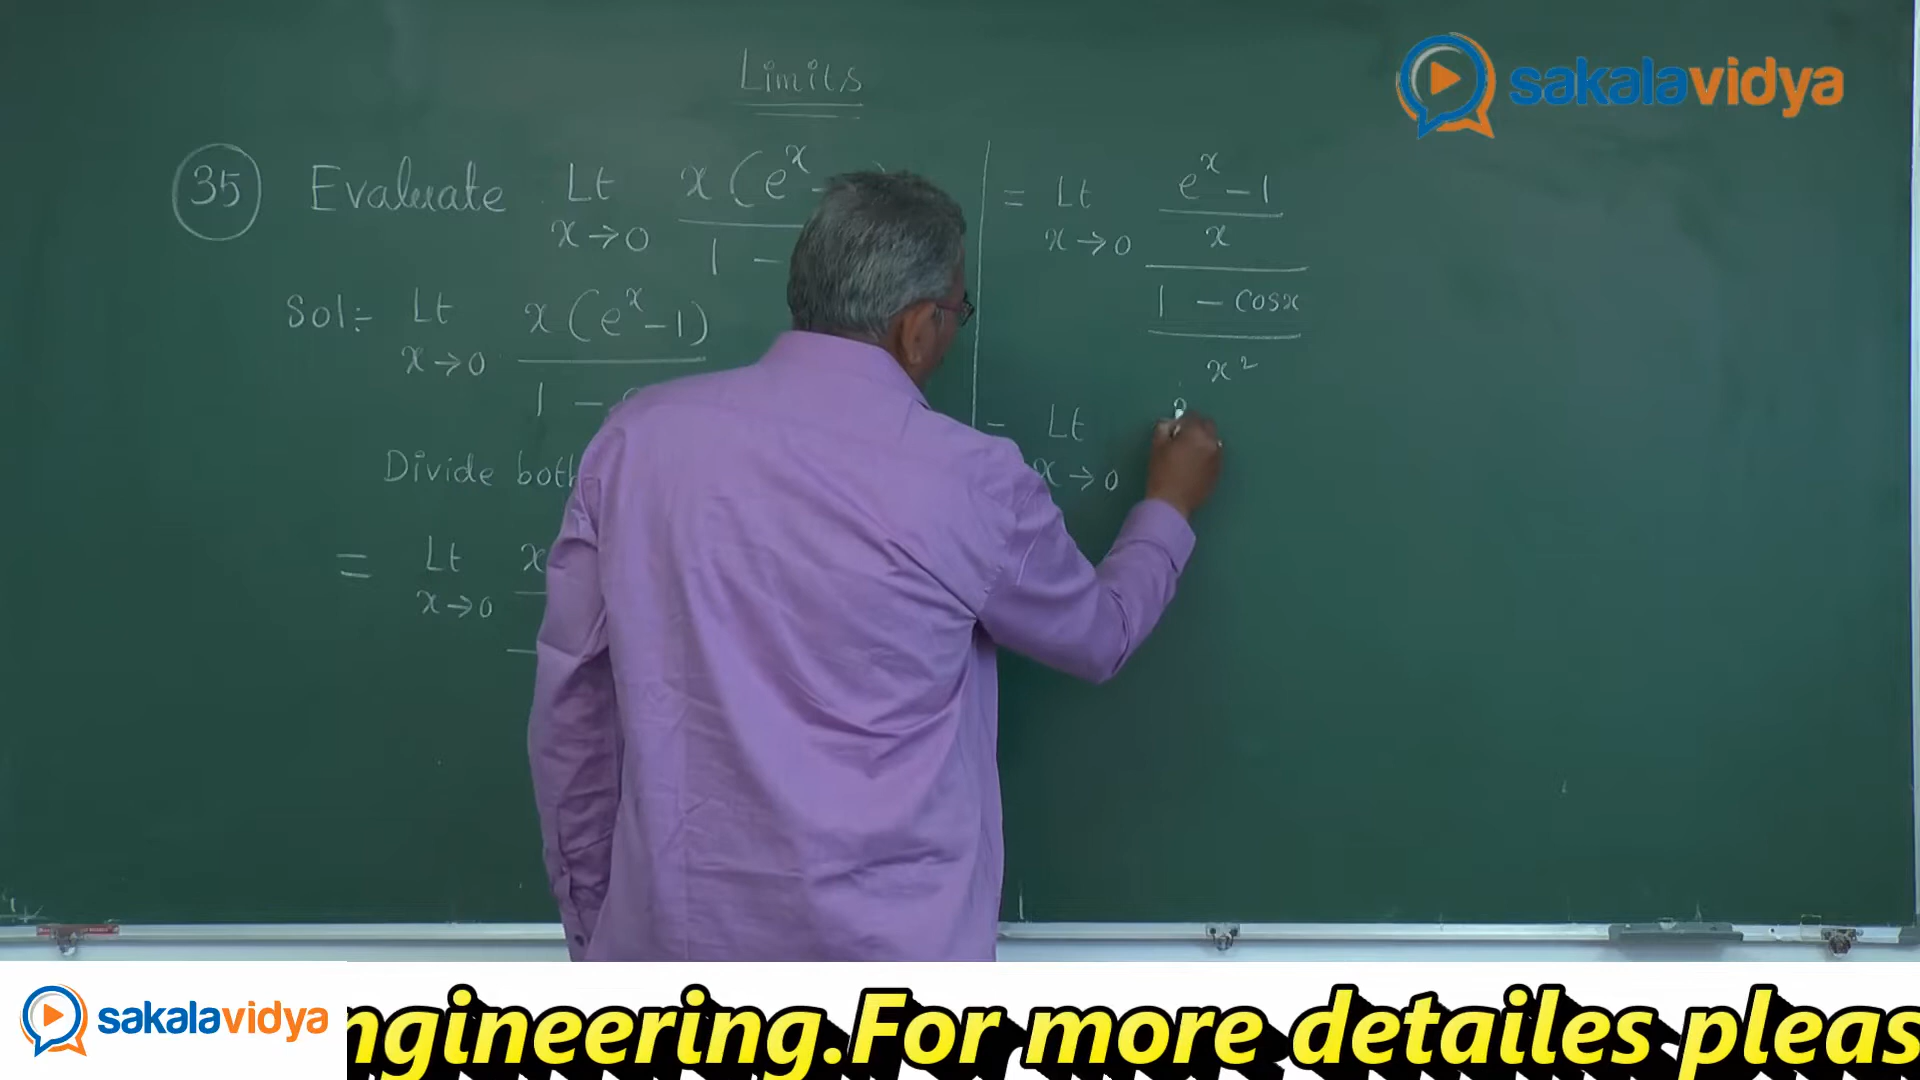 Limits
sakalavidya
35 Evaluate Lt x→0 x(e^x -
1 -
Sol:- Lt x→0 x(e^x-1)
1 -
Divide both
= Lt x→0 x
= Lt x→0
e^x-1
x
1 - cosx
x²
= Lt x→0
sakalavidya
ngineering.For more detailes pleas